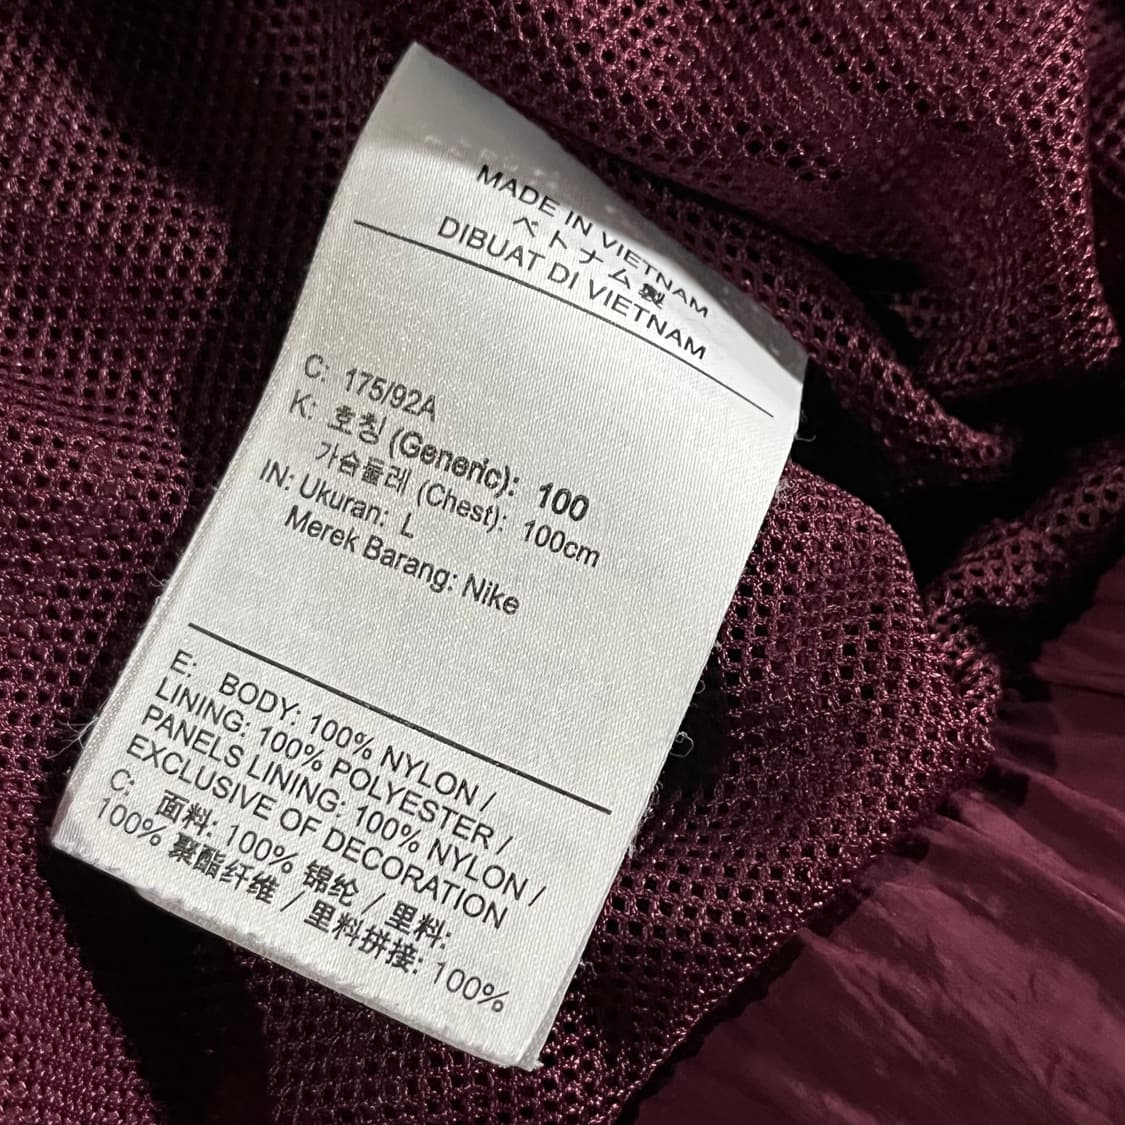 MADE IN VIETNAM
ベトナム製
DIBUAT DI VIETNAM
C: 175/92A
K: 호칭 (Generic): 100
가슴둘레 (Chest): 100cm
IN: Ukuran: L
Merek Barang: Nike
E: BODY: 100% NYLON /
LINING: 100% POLYESTER /
PANELS LINING: 100% NYLON /
EXCLUSIVE OF DECORATION
C: 面料: 100% 锦纶 / 里料:
100% 聚酯纤维 / 里料拼接: 100%